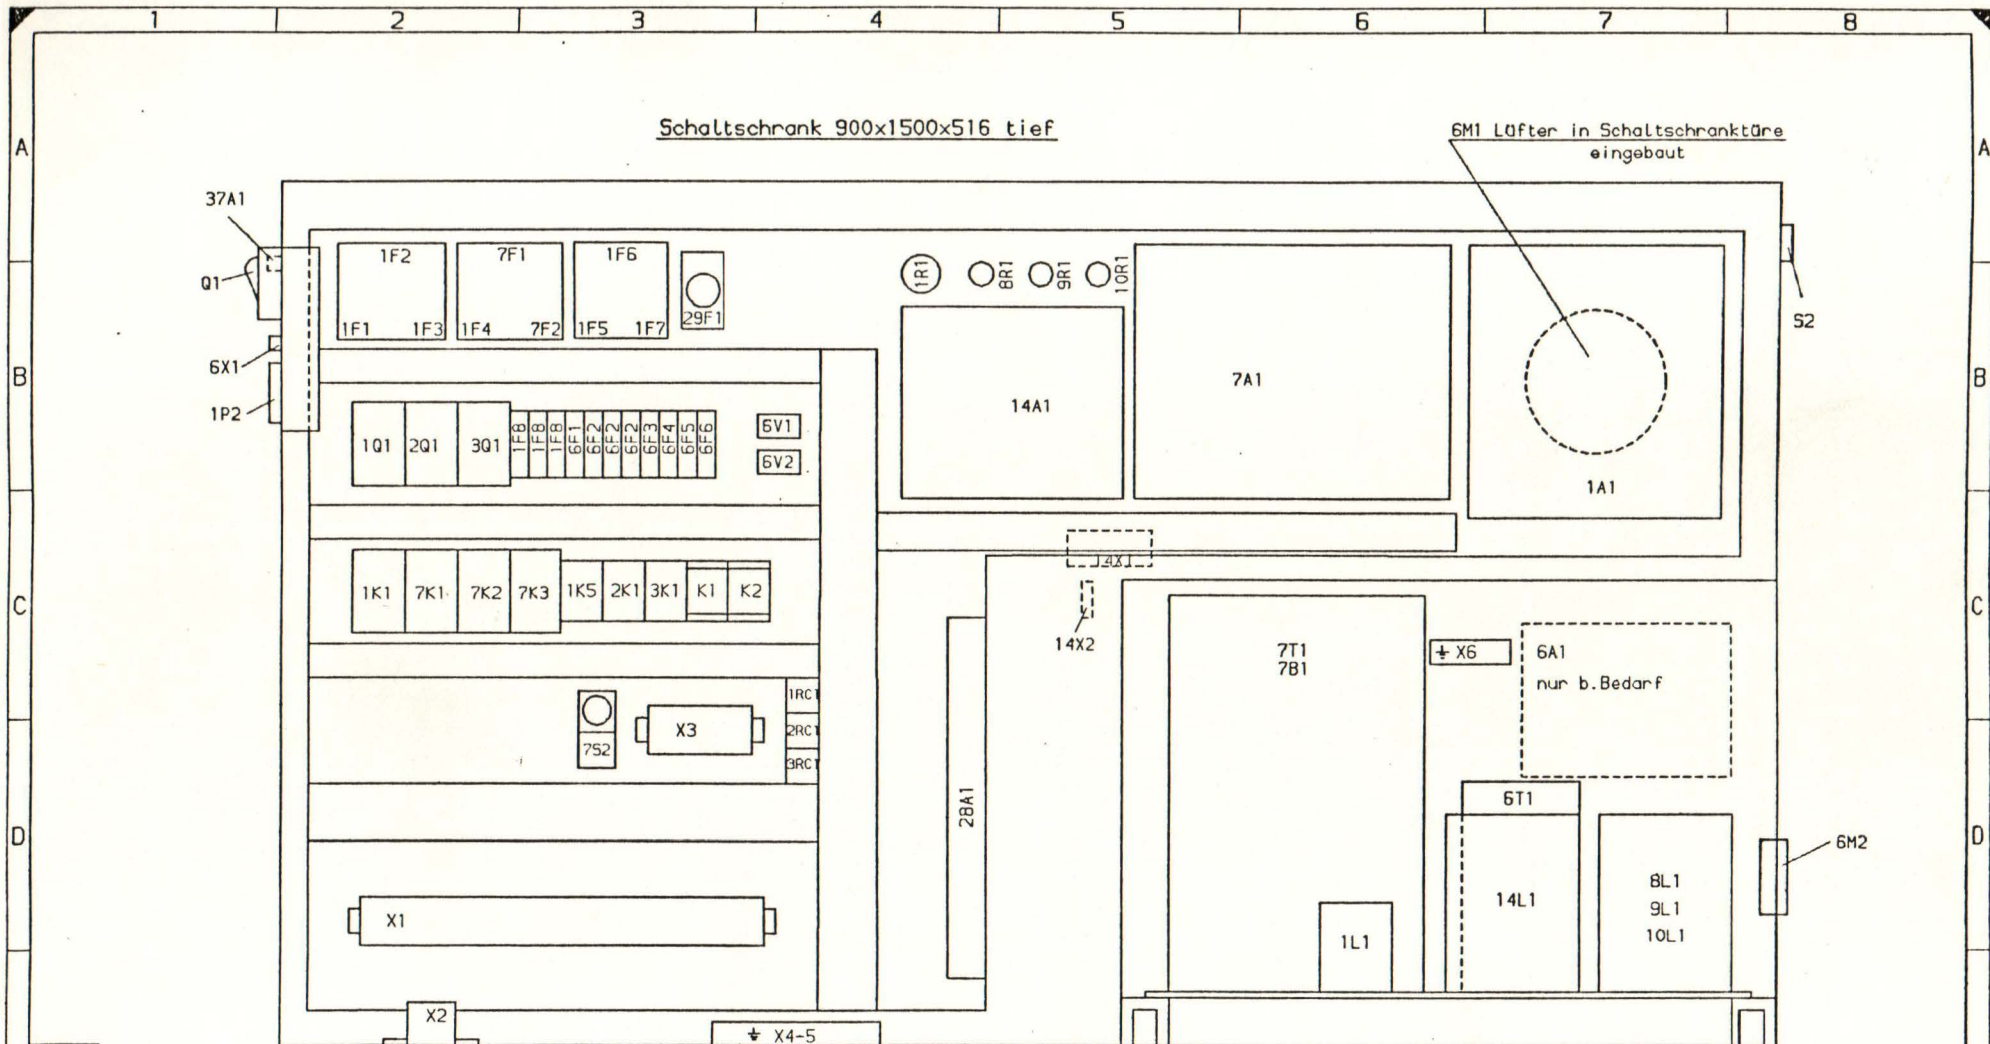 1 2 3 4 5 6 7 8
A A
B B
C C
D D
Schaltschrank 900x1500x516 tief
6M1 Lüfter in Schaltschranktüre
eingebaut
37A1
Q1
6X1
1P2
1F2
1F1 1F3
7F1
1F4 7F2
1F6
1F5 1F7
29F1
1R1
8R1
9R1
10R1
14A1
7A1
1A1
S2
1Q1 2Q1 3Q1
1F8
1F8
1F8
6F1
6F2
6F2
6F2
6F3
6F4
6F5
6F6
6V1
6V2
1K1 7K1 7K2 7K3 1K5 2K1 3K1 K1 K2
14X1
14X2
7S2
X3
1RC1
2RC1
3RC1
28A1
7T1
7B1
X6
6A1
nur b.Bedarf
6T1
14L1
8L1
9L1
10L1
1L1
6M2
X1
X2
X4-5